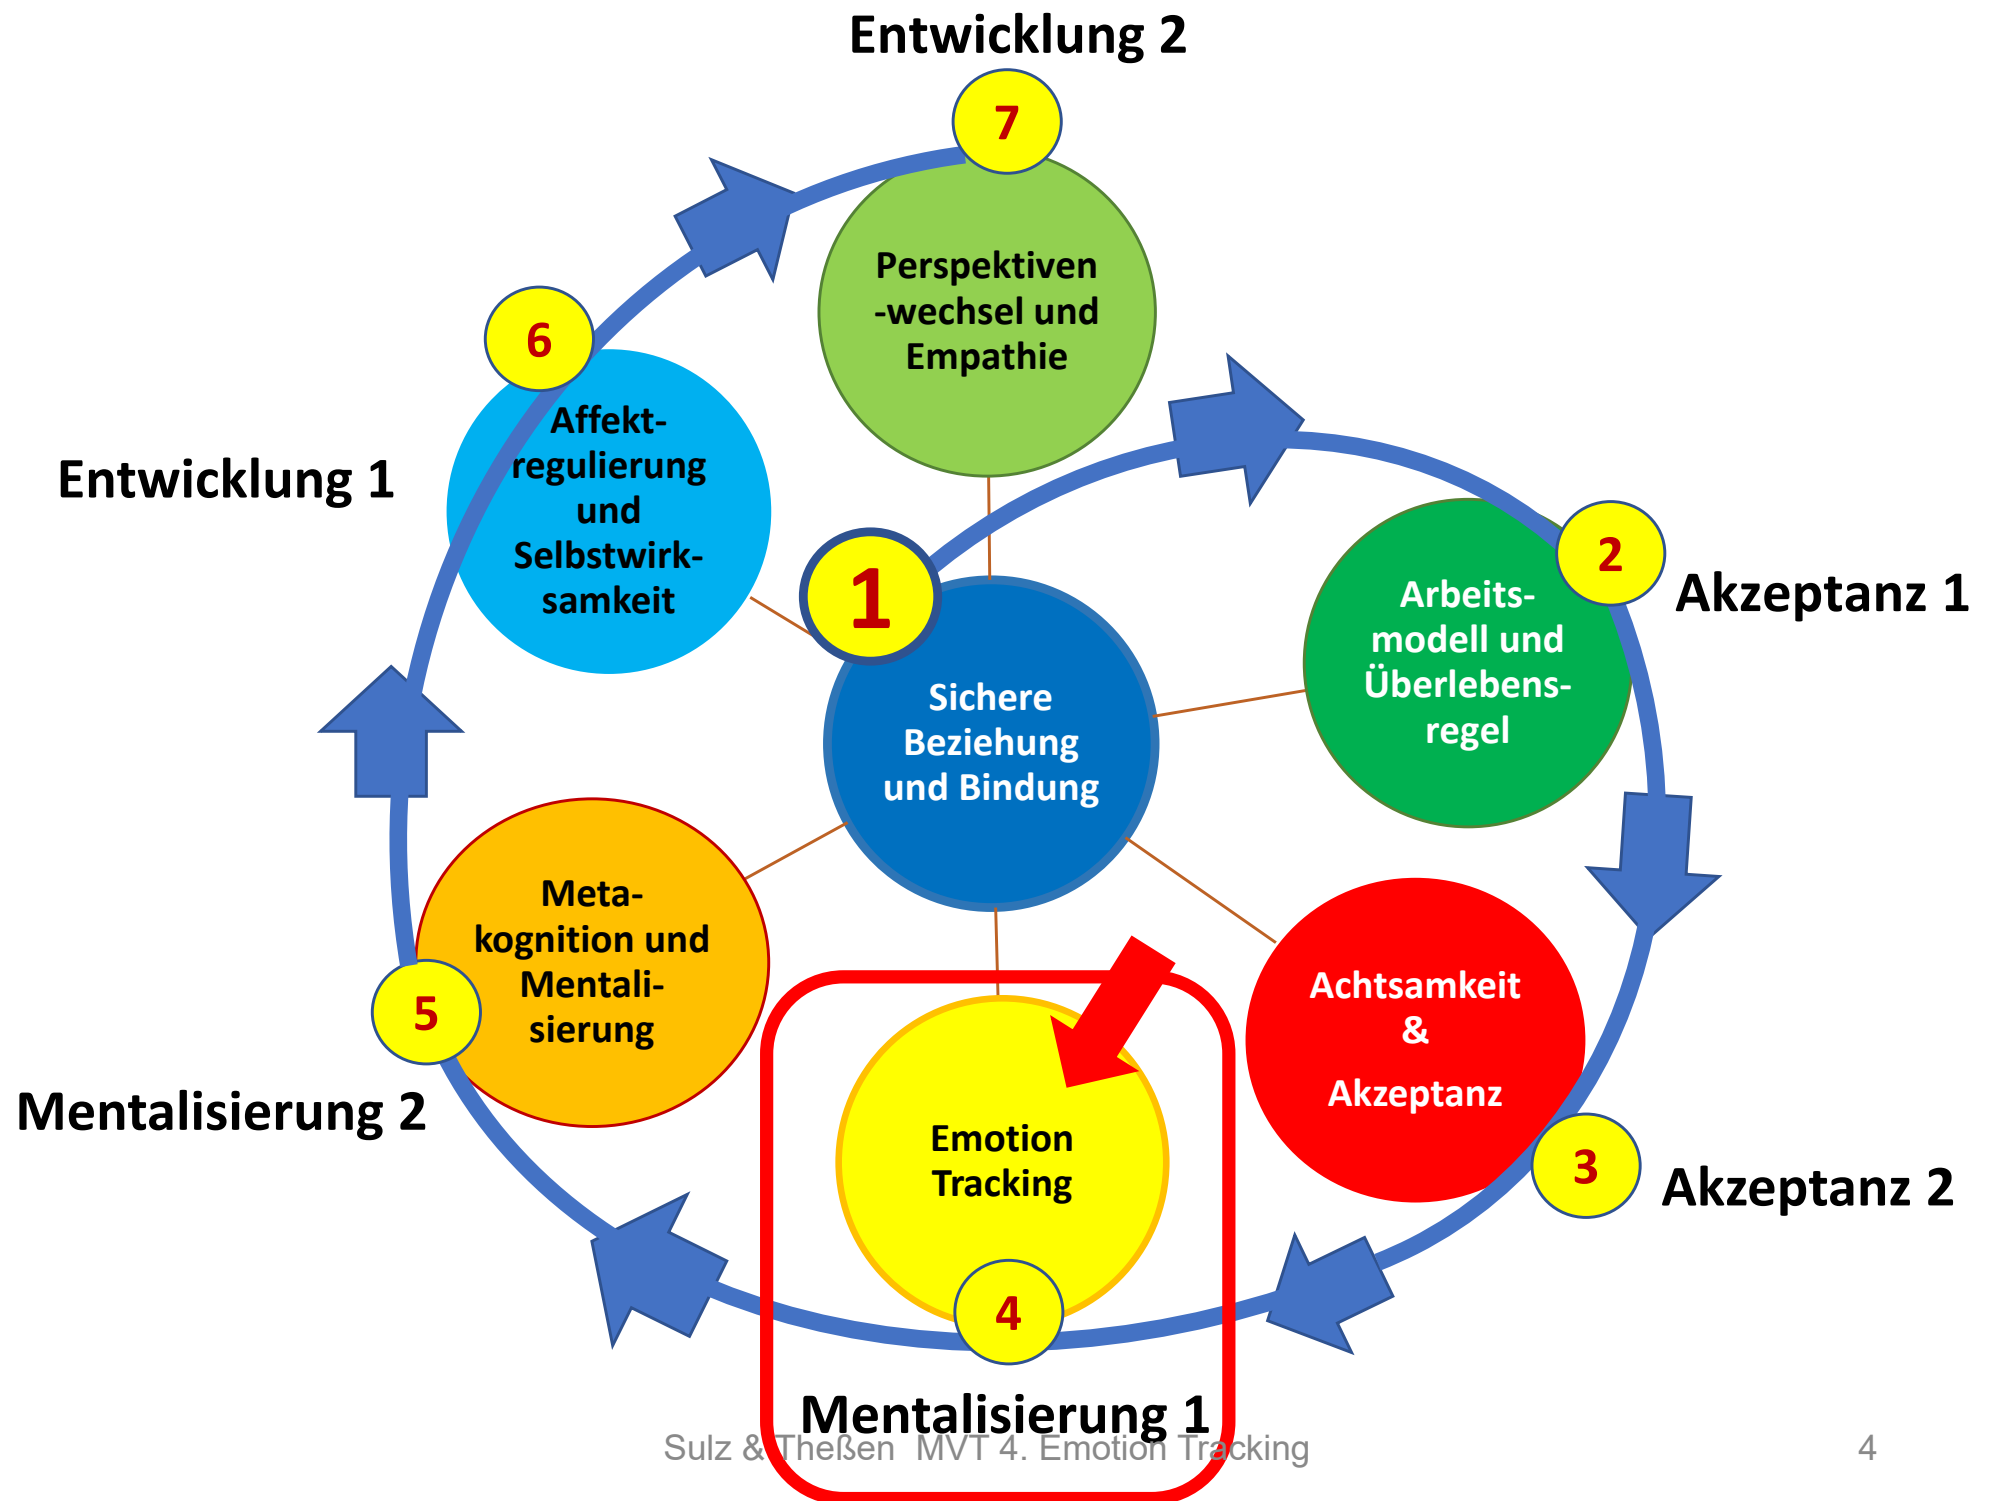 Entwicklung 2
7
Perspektiven
-wechsel und
Empathie
6
Affekt-
regulierung
und
Selbstwirk-
samkeit
Entwicklung 1
1
Sichere
Beziehung
und Bindung
2
Akzeptanz 1
Arbeits-
modell und
Überlebens-
regel
Achtsamkeit
&
Akzeptanz
3
Akzeptanz 2
Meta-
kognition und
Mentali-
sierung
5
Mentalisierung 2
Emotion
Tracking
4
Mentalisierung 1
Sulz & Theßen MVT 4. Emotion Tracking
4